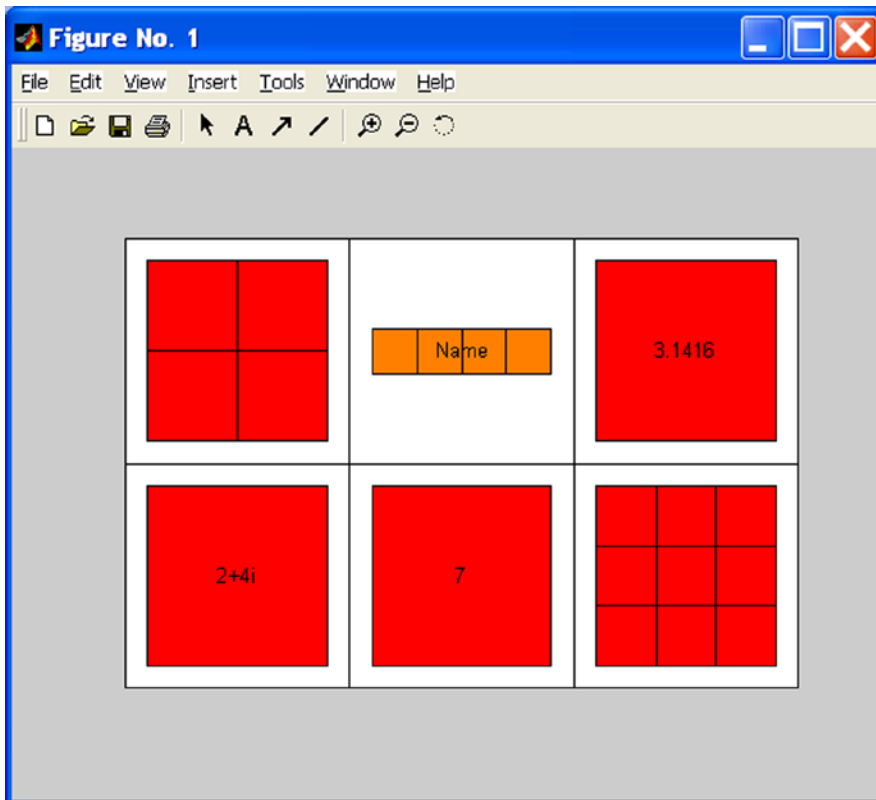 Figure No. 1
File Edit View Insert Tools Window Help
A
Name
3.1416
2+4i
7